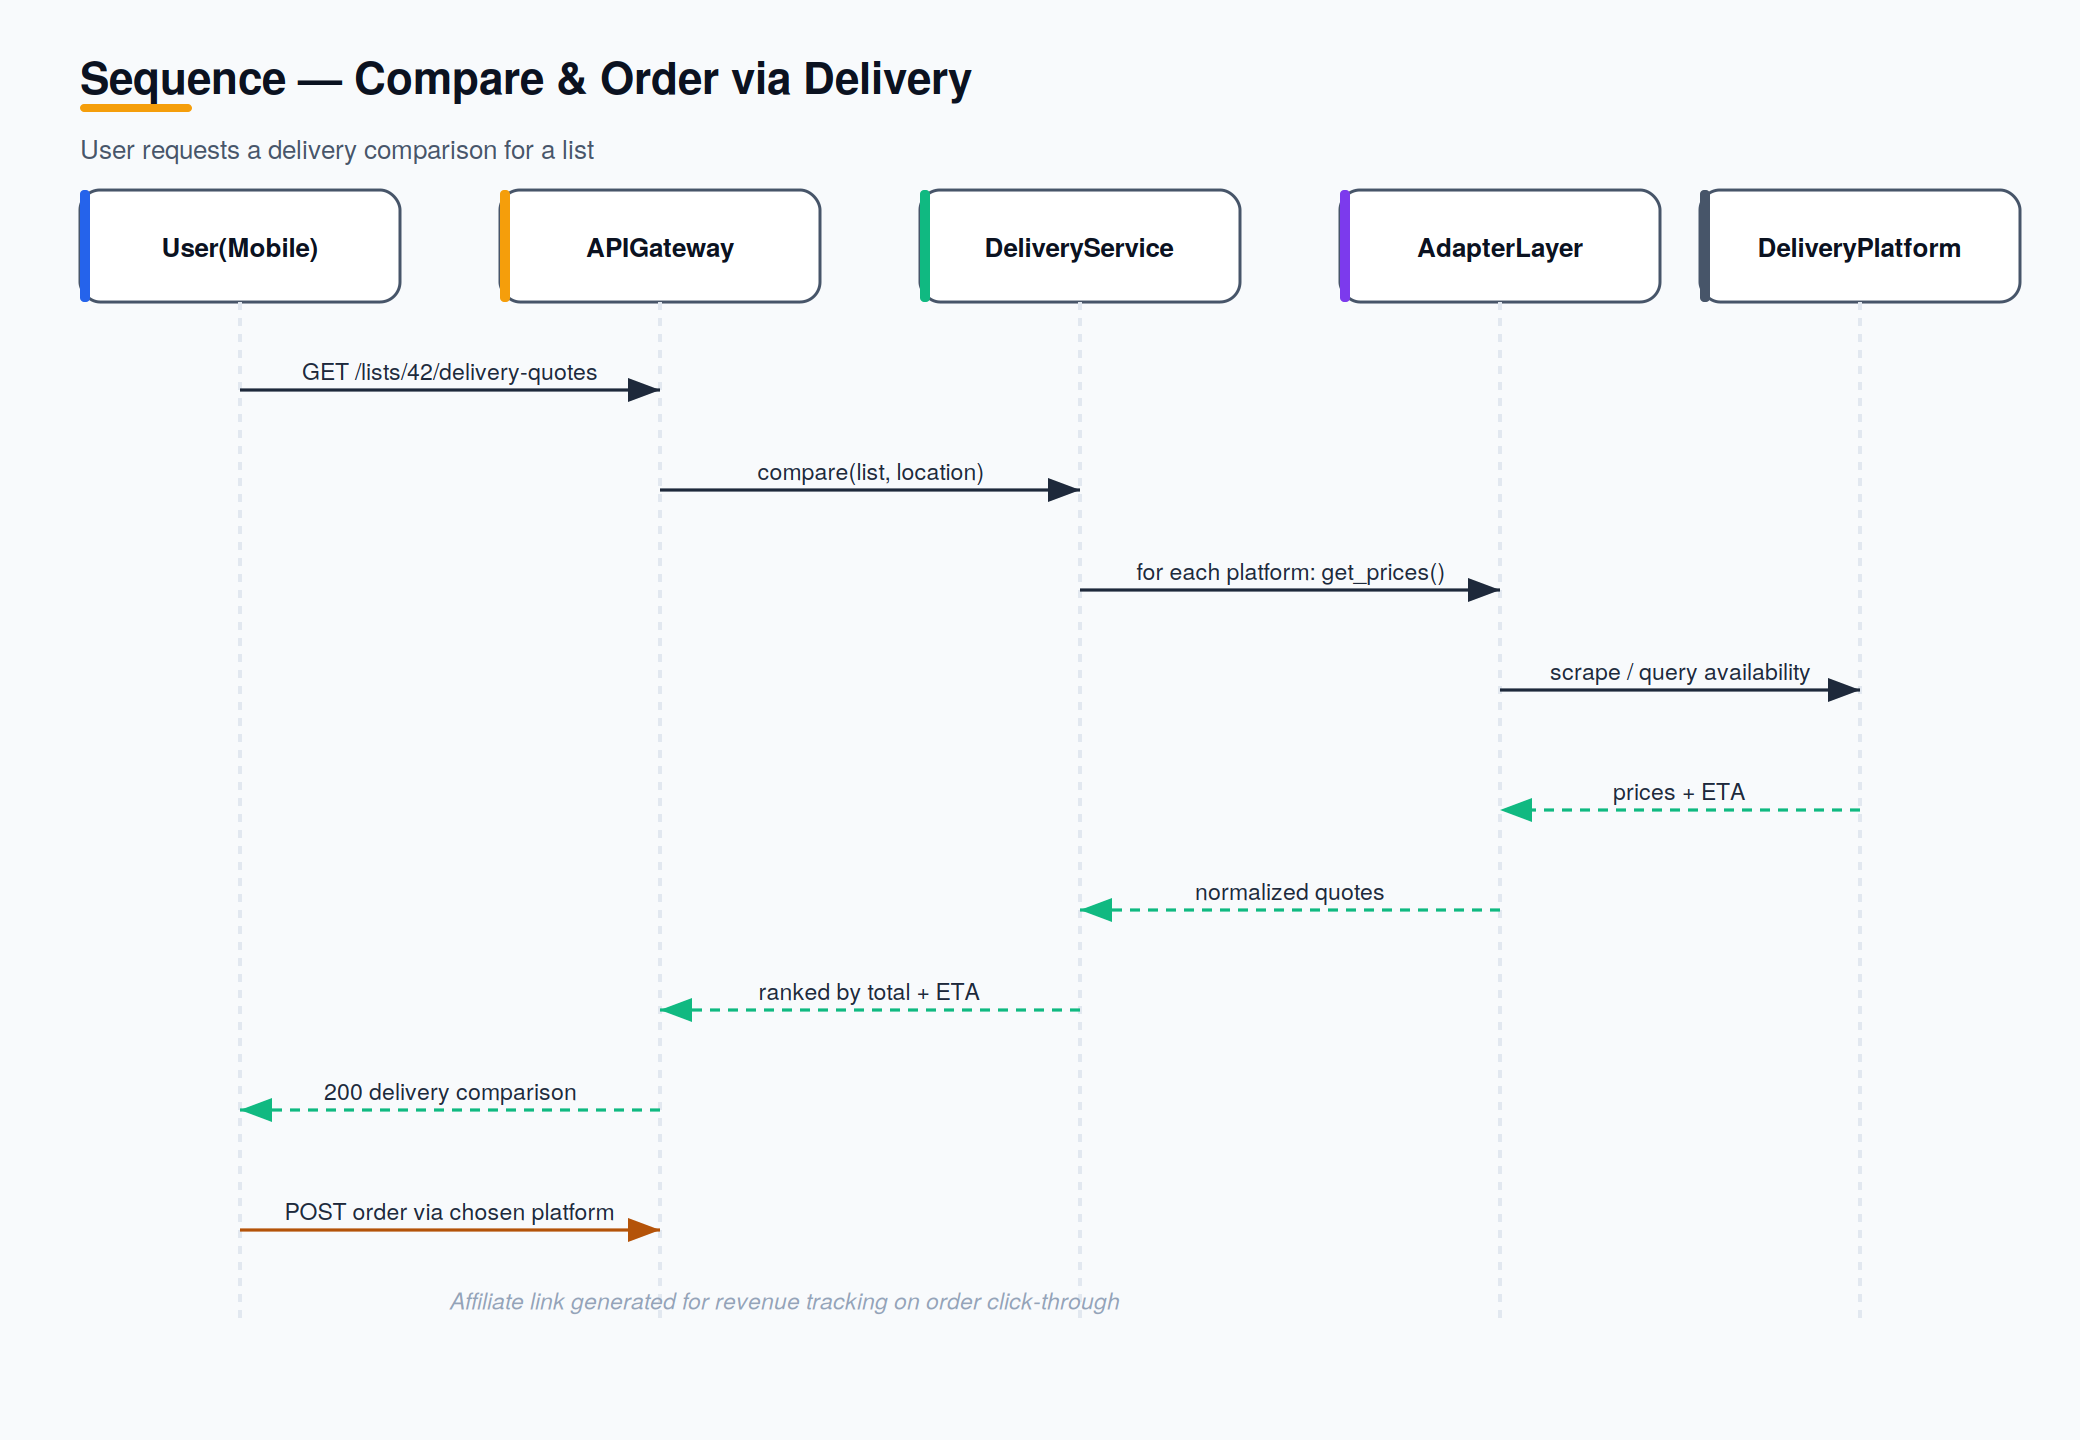 Sequence — Compare & Order via Delivery
User requests a delivery comparison for a list
User(Mobile)
APIGateway
DeliveryService
AdapterLayer
DeliveryPlatform
GET /lists/42/delivery-quotes
compare(list, location)
for each platform: get_prices()
scrape / query availability
prices + ETA
normalized quotes
ranked by total + ETA
200 delivery comparison
POST order via chosen platform
Affiliate link generated for revenue tracking on order click-through